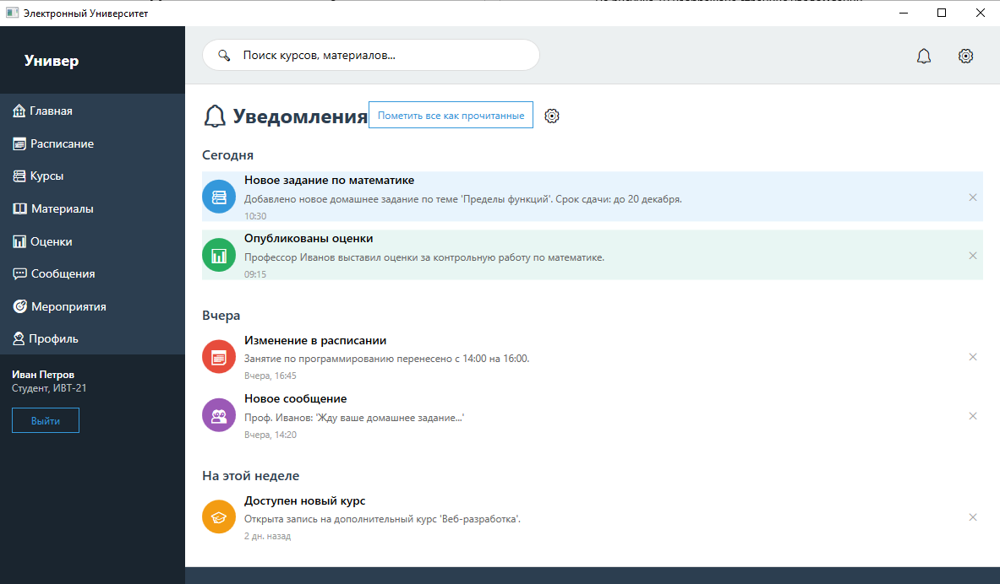 Электронный Университет
Универ
Поиск курсов, материалов...
Главная
Расписание
Курсы
Материалы
Оценки
Сообщения
Мероприятия
Профиль
Иван Петров
Студент, ИВТ-21
Выйти
Уведомления
Пометить все как прочитанные
Сегодня
Новое задание по математике
Добавлено новое домашнее задание по теме 'Пределы функций'. Срок сдачи: до 20 декабря.
10:30
Опубликованы оценки
Профессор Иванов выставил оценки за контрольную работу по математике.
09:15
Вчера
Изменение в расписании
Занятие по программированию перенесено с 14:00 на 16:00.
Вчера, 16:45
Новое сообщение
Проф. Иванов: 'Жду ваше домашнее задание...'
Вчера, 14:20
На этой неделе
Доступен новый курс
Открыта запись на дополнительный курс 'Веб-разработка'.
2 дн. назад